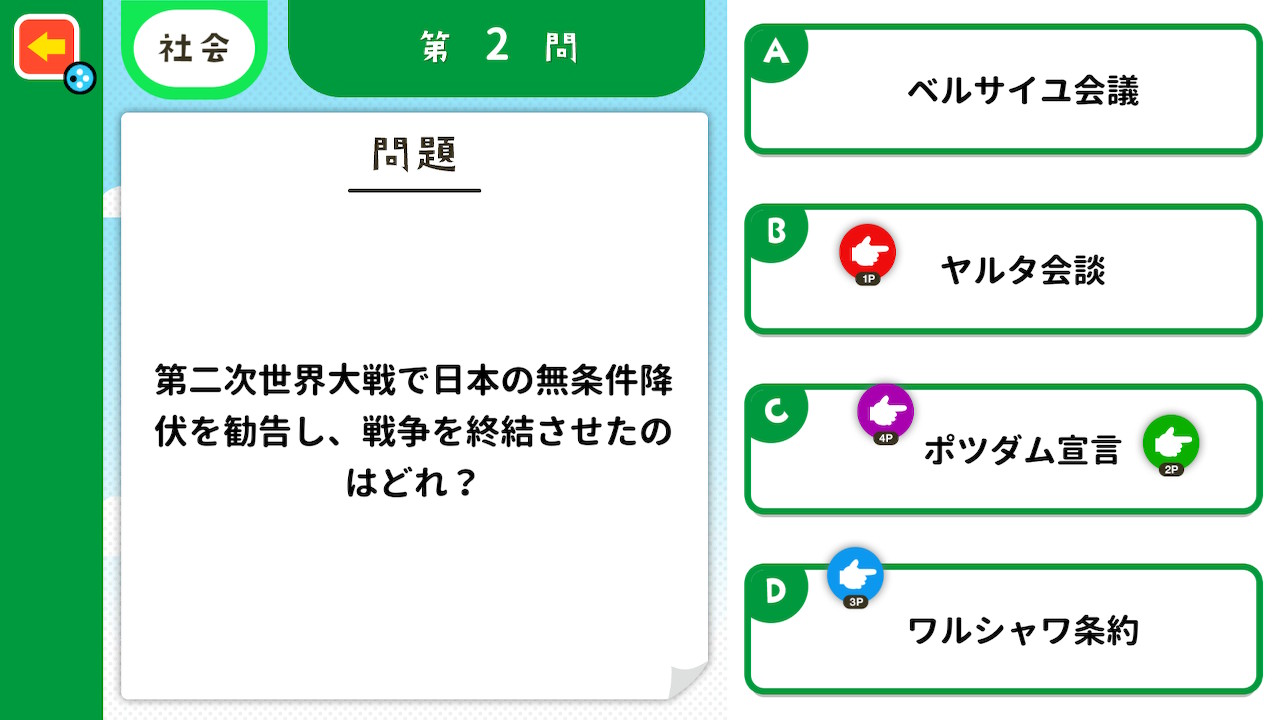 社会
第 2 問
問題
第二次世界大戦で日本の無条件降
伏を勧告し、戦争を終結させたの
はどれ？
A
ベルサイユ会議
B
1P
ヤルタ会談
C
4P
ポツダム宣言
2P
D
3P
ワルシャワ条約